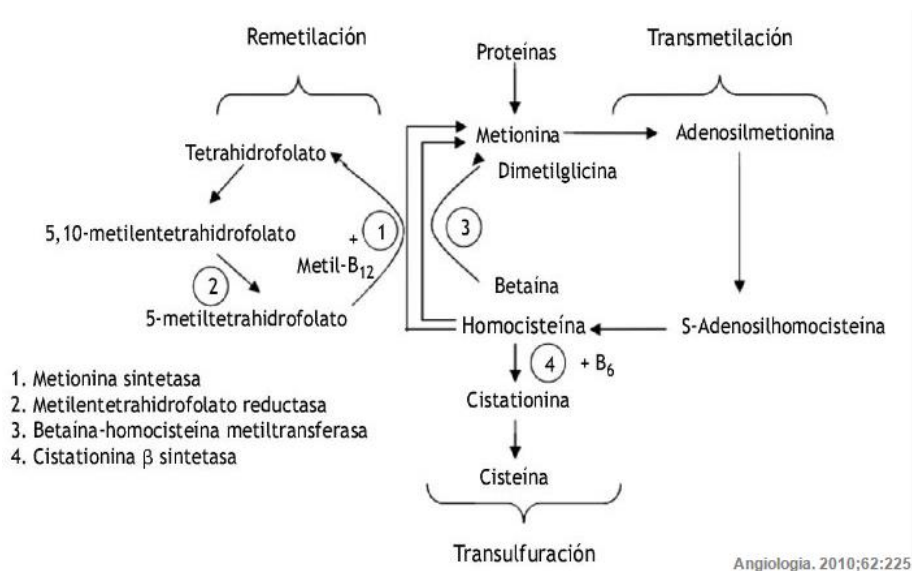 Remetilación
Proteínas
Transmetilación
Tetrahidrofolato
Metionina
Adenosilmetionina
Dimetilglicina
5,10-metilentetrahidrofolato
+
1
3
Metil-B12
2
Betaína
5-metiltetrahidrofolato
Homocisteína
S-Adenosilhomocisteina
4
+ B6
1. Metionina sintetasa
2. Metilentetrahidrofolato reductasa
3. Betaína-homocisteína metiltransferasa
4. Cistationina β sintetasa
Cistationina
Cisteína
Transulfuración
Angiologia. 2010;62:225